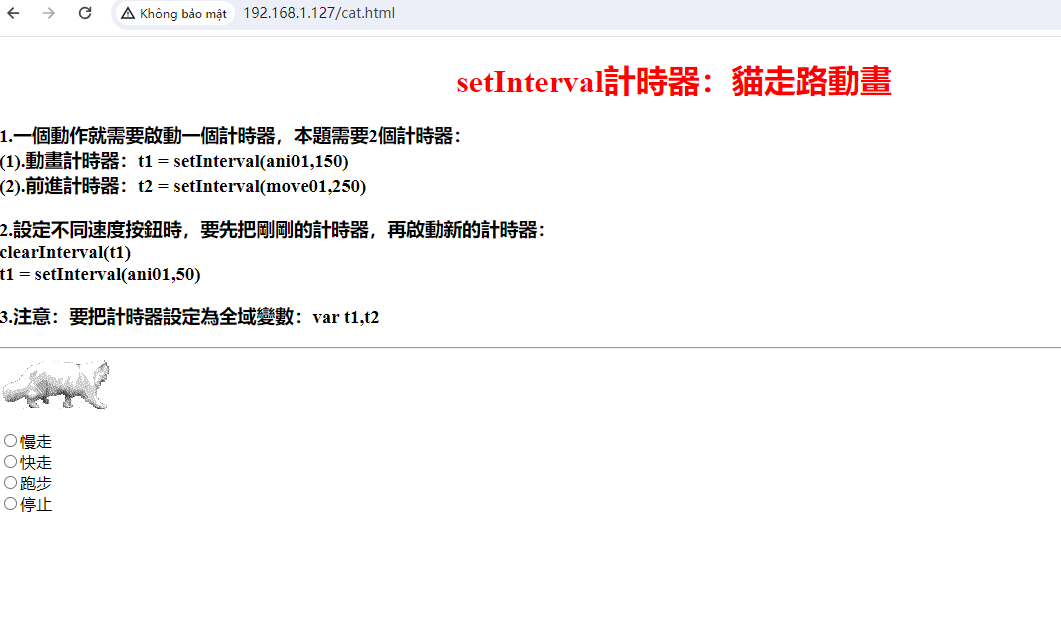 Không bảo mật 192.168.1.127/cat.html
setInterval計時器：貓走路動畫
1.一個動作就需要啟動一個計時器，本題需要2個計時器：
(1).動畫計時器：t1 = setInterval(ani01,150)
(2).前進計時器：t2 = setInterval(move01,250)
2.設定不同速度按鈕時，要先把剛剛的計時器，再啟動新的計時器：
clearInterval(t1)
t1 = setInterval(ani01,50)
3.注意：要把計時器設定為全域變數：var t1,t2
慢走
快走
跑步
停止